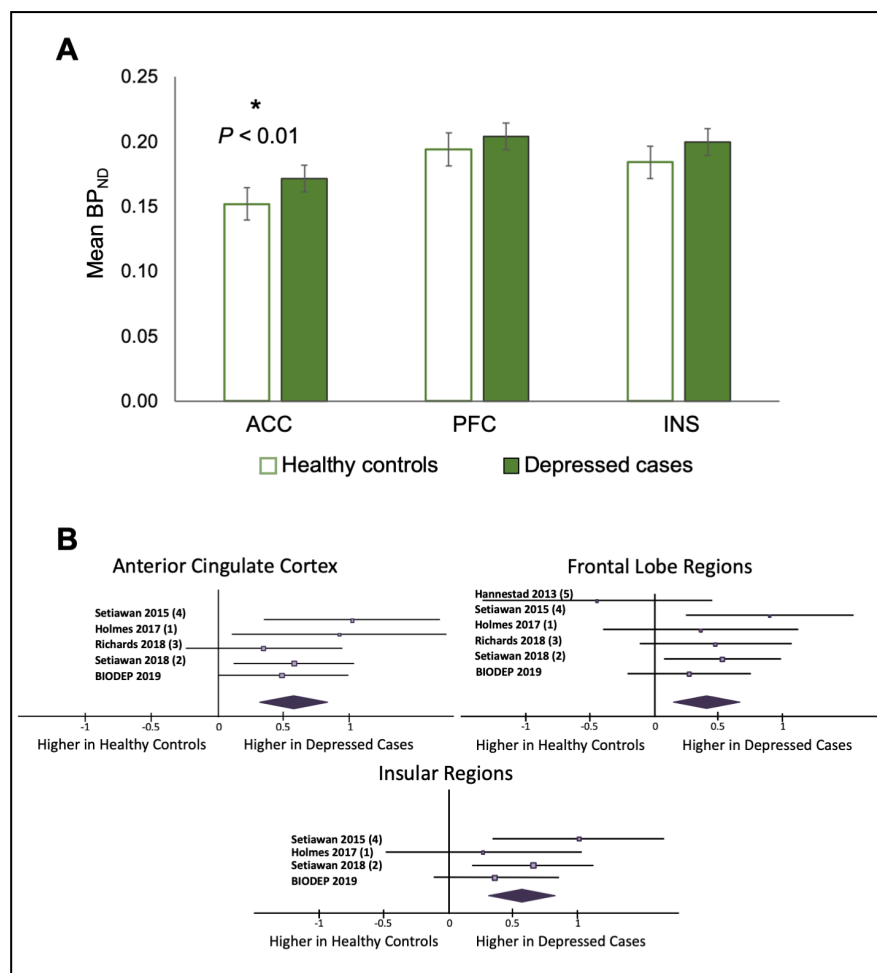 A
0.25
0.20
0.15
0.10
0.05
0.00
Mean BP_ND
*
P < 0.01
ACC PFC INS
Healthy controls Depressed cases
B
Anterior Cingulate Cortex
Setiawan 2015 (4)
Holmes 2017 (1)
Richards 2018 (3)
Setiawan 2018 (2)
BIODEP 2019
-1 -0.5 0 0.5 1
Higher in Healthy Controls Higher in Depressed Cases
Frontal Lobe Regions
Hannestad 2013 (5)
Setiawan 2015 (4)
Holmes 2017 (1)
Richards 2018 (3)
Setiawan 2018 (2)
BIODEP 2019
-1 -0.5 0 0.5 1
Higher in Healthy Controls Higher in Depressed Cases
Insular Regions
Setiawan 2015 (4)
Holmes 2017 (1)
Setiawan 2018 (2)
BIODEP 2019
-1 -0.5 0 0.5 1
Higher in Healthy Controls Higher in Depressed Cases